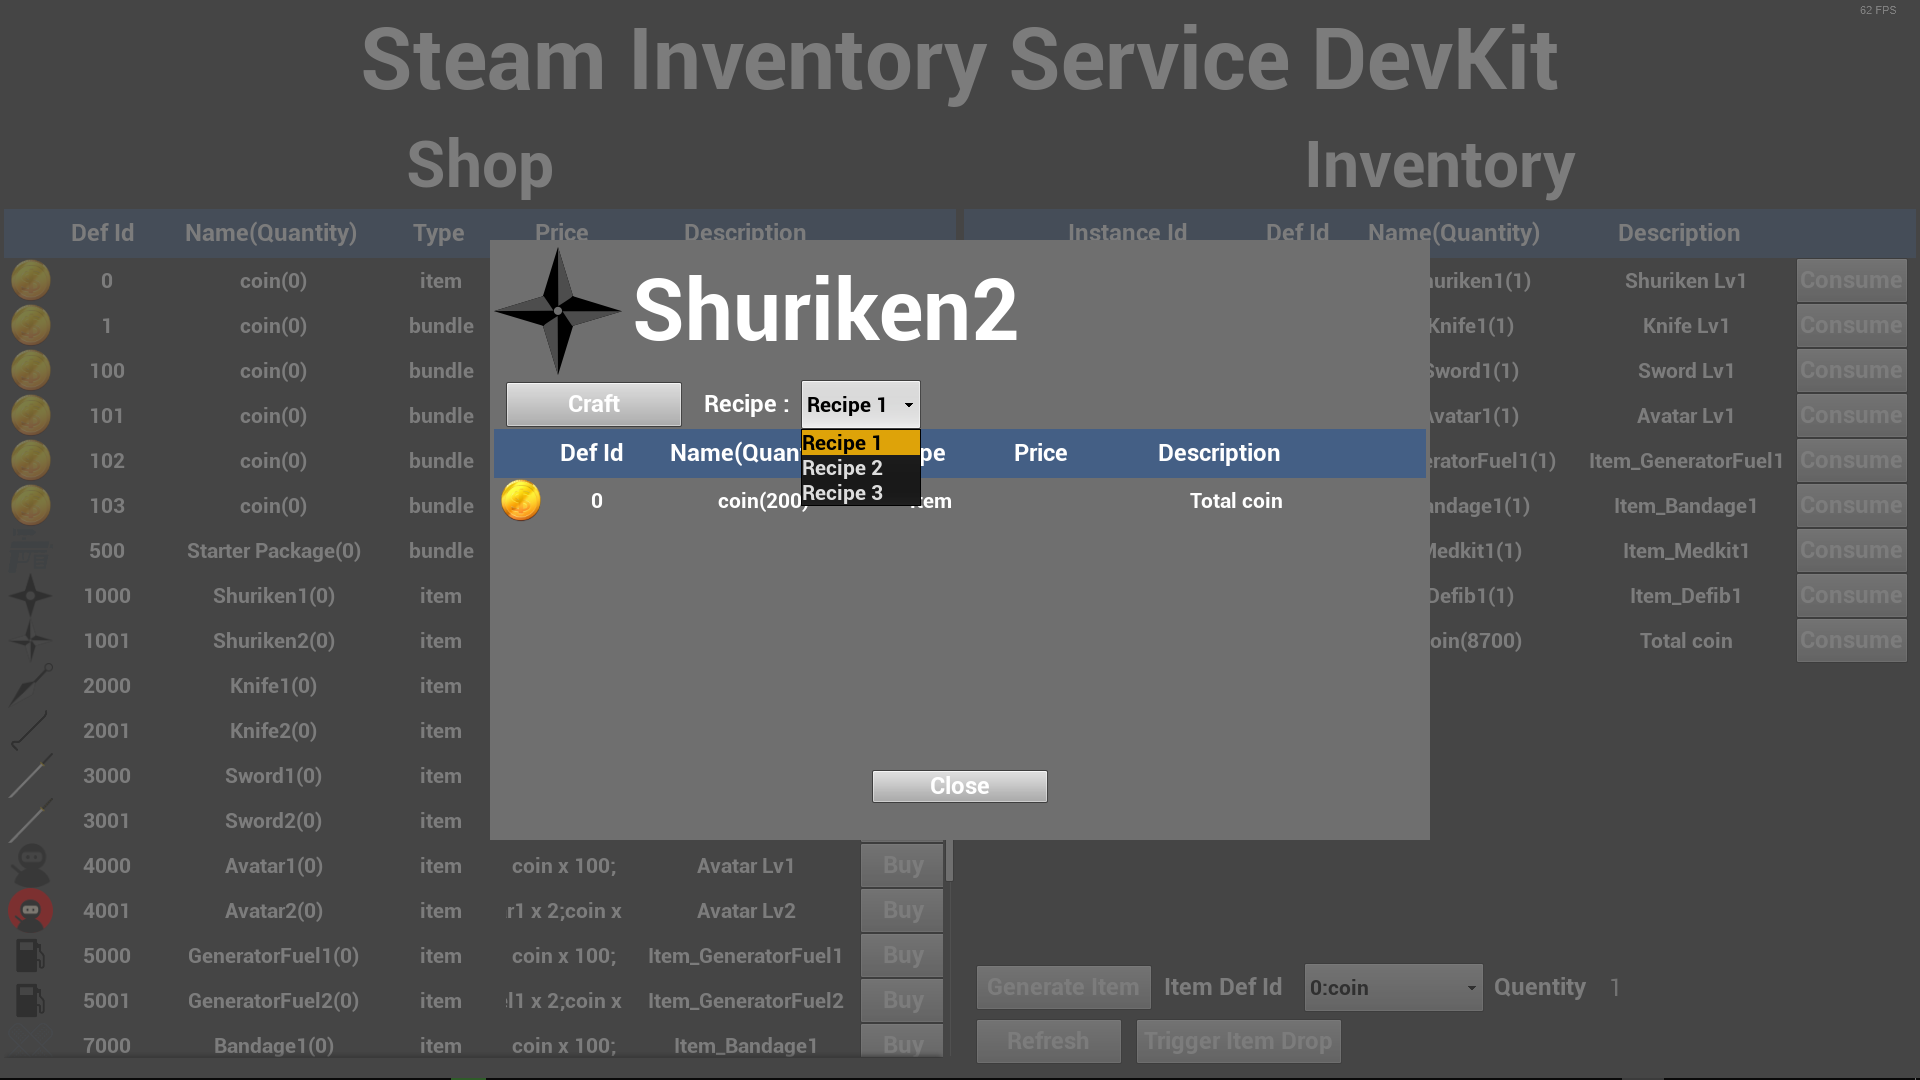 62 FPS
Steam Inventory Service DevKit
Shop
Inventory
Def Id Name(Quantity) Type Price Description
Instance Id Def Id Name(Quantity) Description
Shuriken2
Craft Recipe : Recipe 1
Recipe 1
Recipe 2
Recipe 3
Def Id Name(Quan pe Price Description
0 coin(200) item Total coin
Close
0 coin(0) item
1 coin(0) bundle
100 coin(0) bundle
101 coin(0) bundle
102 coin(0) bundle
103 coin(0) bundle
500 Starter Package(0) bundle
1000 Shuriken1(0) item
1001 Shuriken2(0) item
2000 Knife1(0) item
2001 Knife2(0) item
3000 Sword1(0) item
3001 Sword2(0) item
4000 Avatar1(0) item coin x 100; Avatar Lv1 Buy
4001 Avatar2(0) item r1 x 2;coin x Avatar Lv2 Buy
5000 GeneratorFuel1(0) item coin x 100; Item_GeneratorFuel1 Buy
5001 GeneratorFuel2(0) item l1 x 2;coin x Item_GeneratorFuel2 Buy
7000 Bandage1(0) item coin x 100; Item_Bandage1 Buy
huriken1(1) Shuriken Lv1 Consume
Knife1(1) Knife Lv1 Consume
Sword1(1) Sword Lv1 Consume
Avatar1(1) Avatar Lv1 Consume
eratorFuel1(1) Item_GeneratorFuel1 Consume
andage1(1) Item_Bandage1 Consume
Medkit1(1) Item_Medkit1 Consume
Defib1(1) Item_Defib1 Consume
oin(8700) Total coin Consume
Generate Item Item Def Id 0:coin Quentity 1
Refresh Trigger Item Drop